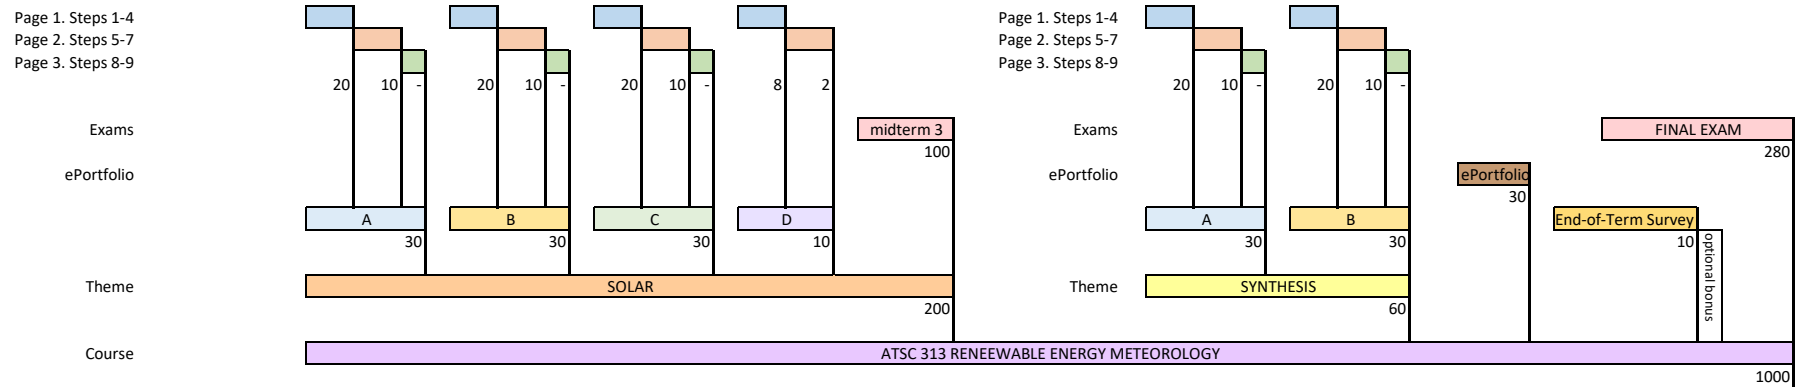 Page 1. Steps 1-4
Page 1. Steps 1-4
Page 2. Steps 5-7
Page 2. Steps 5-7
Page 3. Steps 8-9
Page 3. Steps 8-9
20 10 - 20 10 - 20 10 - 8 2 20 10 - 20 10 -
Exams midterm 3 Exams FINAL EXAM
100 280
ePortfolio ePortfolio ePortfolio
30
A B C D A B End-of-Term Survey
30 30 30 10 30 30 10
optional bonus
Theme SOLAR Theme SYNTHESIS
200 60
Course ATSC 313 RENEEWABLE ENERGY METEOROLOGY
1000